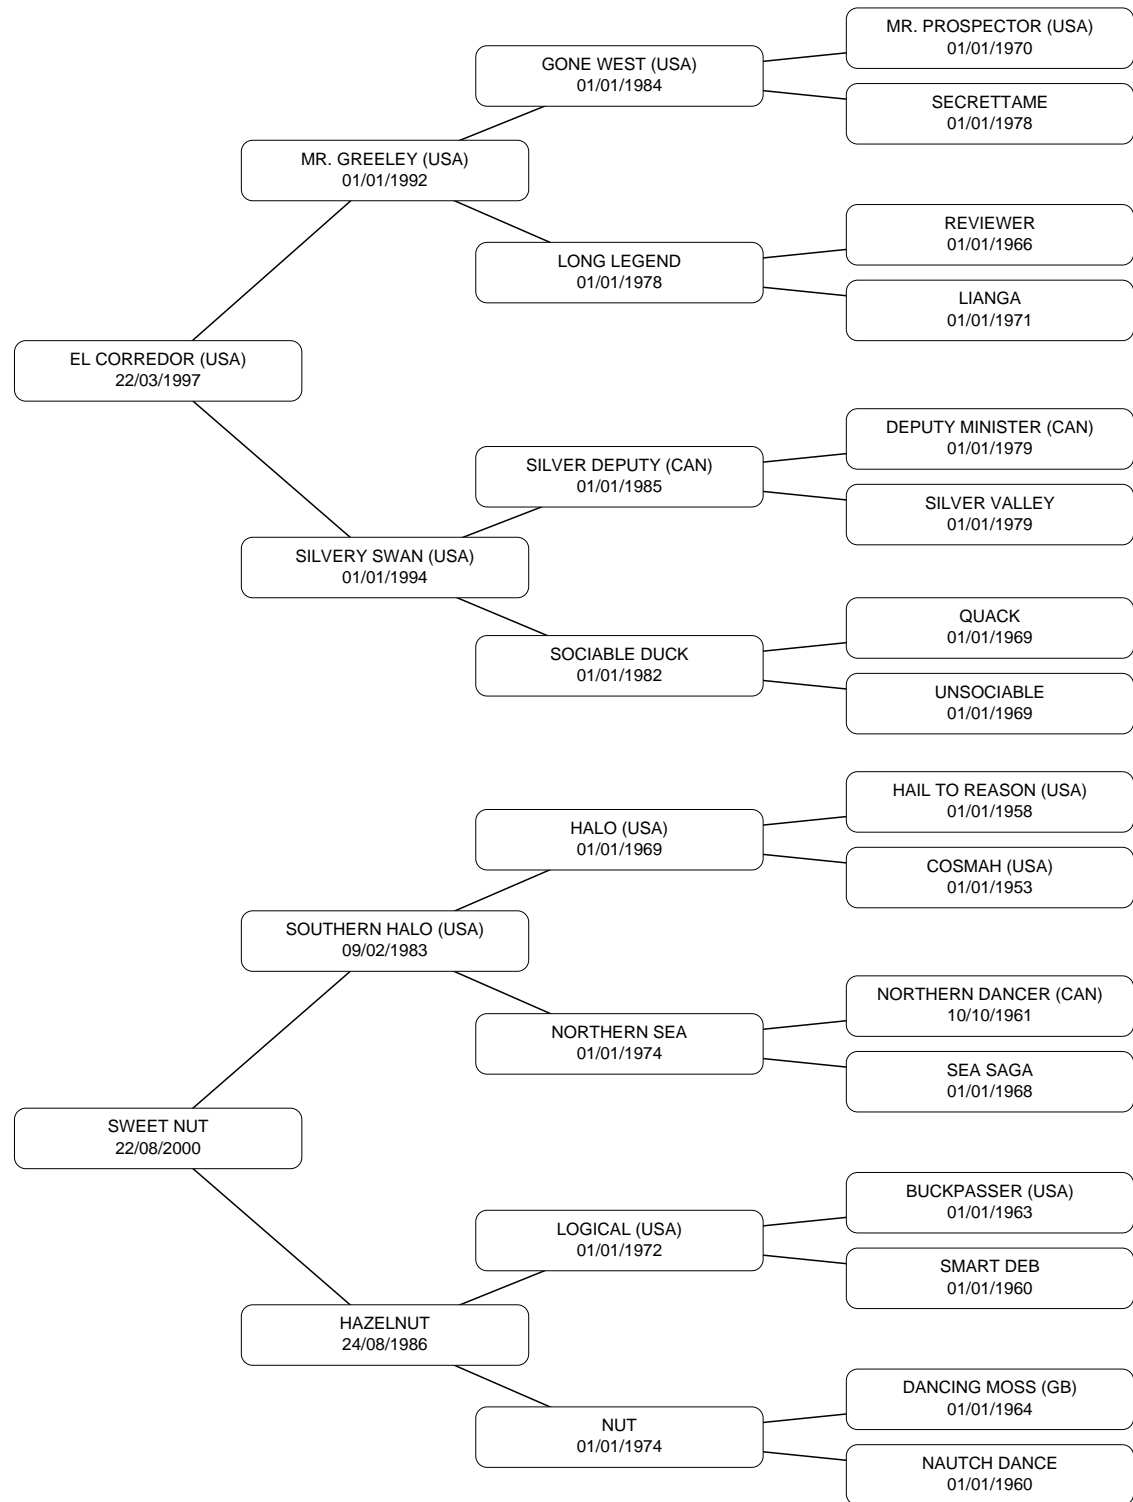 MR. PROSPECTOR (USA)
01/01/1970
GONE WEST (USA)
01/01/1984
SECRETTAME
01/01/1978
MR. GREELEY (USA)
01/01/1992
REVIEWER
01/01/1966
LONG LEGEND
01/01/1978
LIANGA
01/01/1971
EL CORREDOR (USA)
22/03/1997
DEPUTY MINISTER (CAN)
01/01/1979
SILVER DEPUTY (CAN)
01/01/1985
SILVER VALLEY
01/01/1979
SILVERY SWAN (USA)
01/01/1994
QUACK
01/01/1969
SOCIABLE DUCK
01/01/1982
UNSOCIABLE
01/01/1969
HAIL TO REASON (USA)
01/01/1958
HALO (USA)
01/01/1969
COSMAH (USA)
01/01/1953
SOUTHERN HALO (USA)
09/02/1983
NORTHERN DANCER (CAN)
10/10/1961
NORTHERN SEA
01/01/1974
SEA SAGA
01/01/1968
SWEET NUT
22/08/2000
BUCKPASSER (USA)
01/01/1963
LOGICAL (USA)
01/01/1972
SMART DEB
01/01/1960
HAZELNUT
24/08/1986
DANCING MOSS (GB)
01/01/1964
NUT
01/01/1974
NAUTCH DANCE
01/01/1960